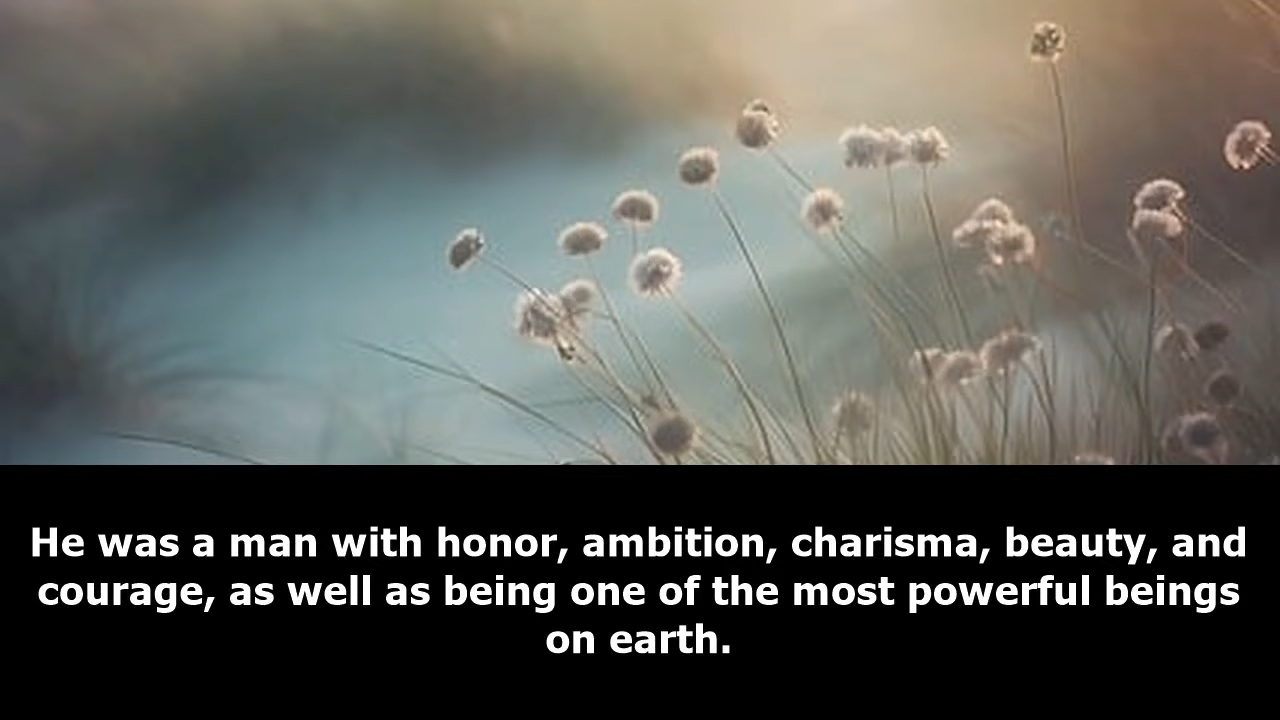 He was a man with honor, ambition, charisma, beauty, and
courage, as well as being one of the most powerful beings
on earth.